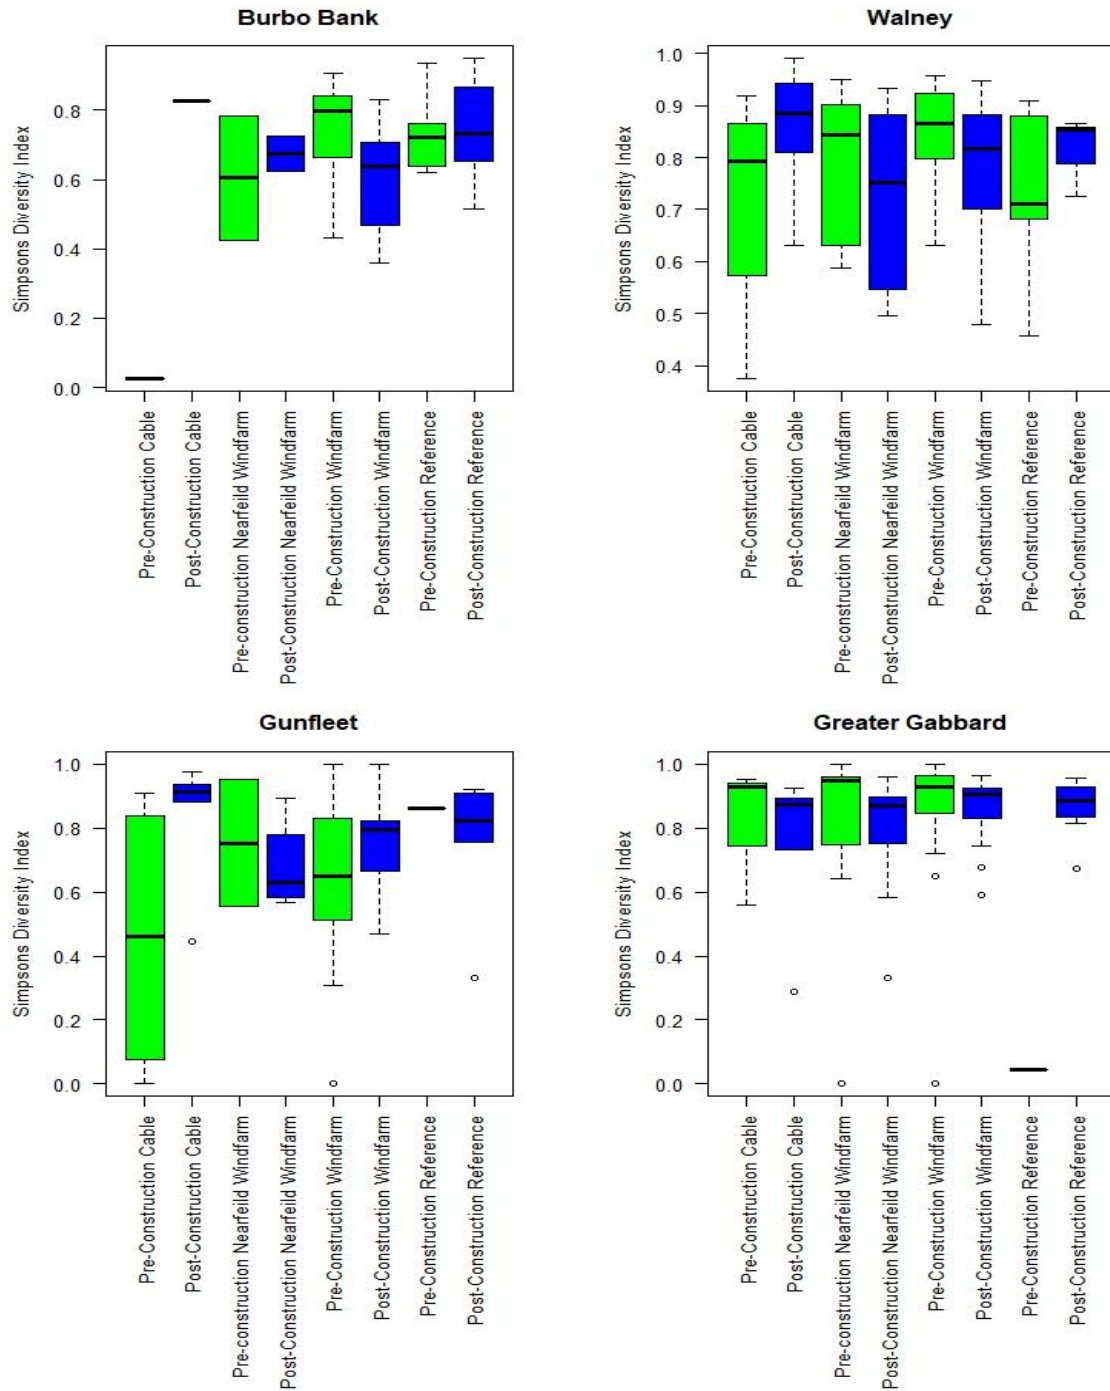 Burbo Bank
Simpsons Diversity Index
0.8
0.6
0.4
0.2
0.0
Pre-Construction Cable
Post-Construction Cable
Pre-construction Nearfeild Windfarm
Post-Construction Nearfeild Windfarm
Pre-Construction Windfarm
Post-Construction Windfarm
Pre-Construction Reference
Post-Construction Reference
Walney
Simpsons Diversity Index
1.0
0.9
0.8
0.7
0.6
0.5
0.4
Pre-Construction Cable
Post-Construction Cable
Pre-construction Nearfeild Windfarm
Post-Construction Nearfeild Windfarm
Pre-Construction Windfarm
Post-Construction Windfarm
Pre-Construction Reference
Post-Construction Reference
Gunfleet
Simpsons Diversity Index
1.0
0.8
0.6
0.4
0.2
0.0
Pre-Construction Cable
Post-Construction Cable
Pre-construction Nearfeild Windfarm
Post-Construction Nearfeild Windfarm
Pre-Construction Windfarm
Post-Construction Windfarm
Pre-Construction Reference
Post-Construction Reference
Greater Gabbard
Simpsons Diversity Index
1.0
0.8
0.6
0.4
0.2
0.0
Pre-Construction Cable
Post-Construction Cable
Pre-construction Nearfeild Windfarm
Post-Construction Nearfeild Windfarm
Pre-Construction Windfarm
Post-Construction Windfarm
Pre-Construction Reference
Post-Construction Reference